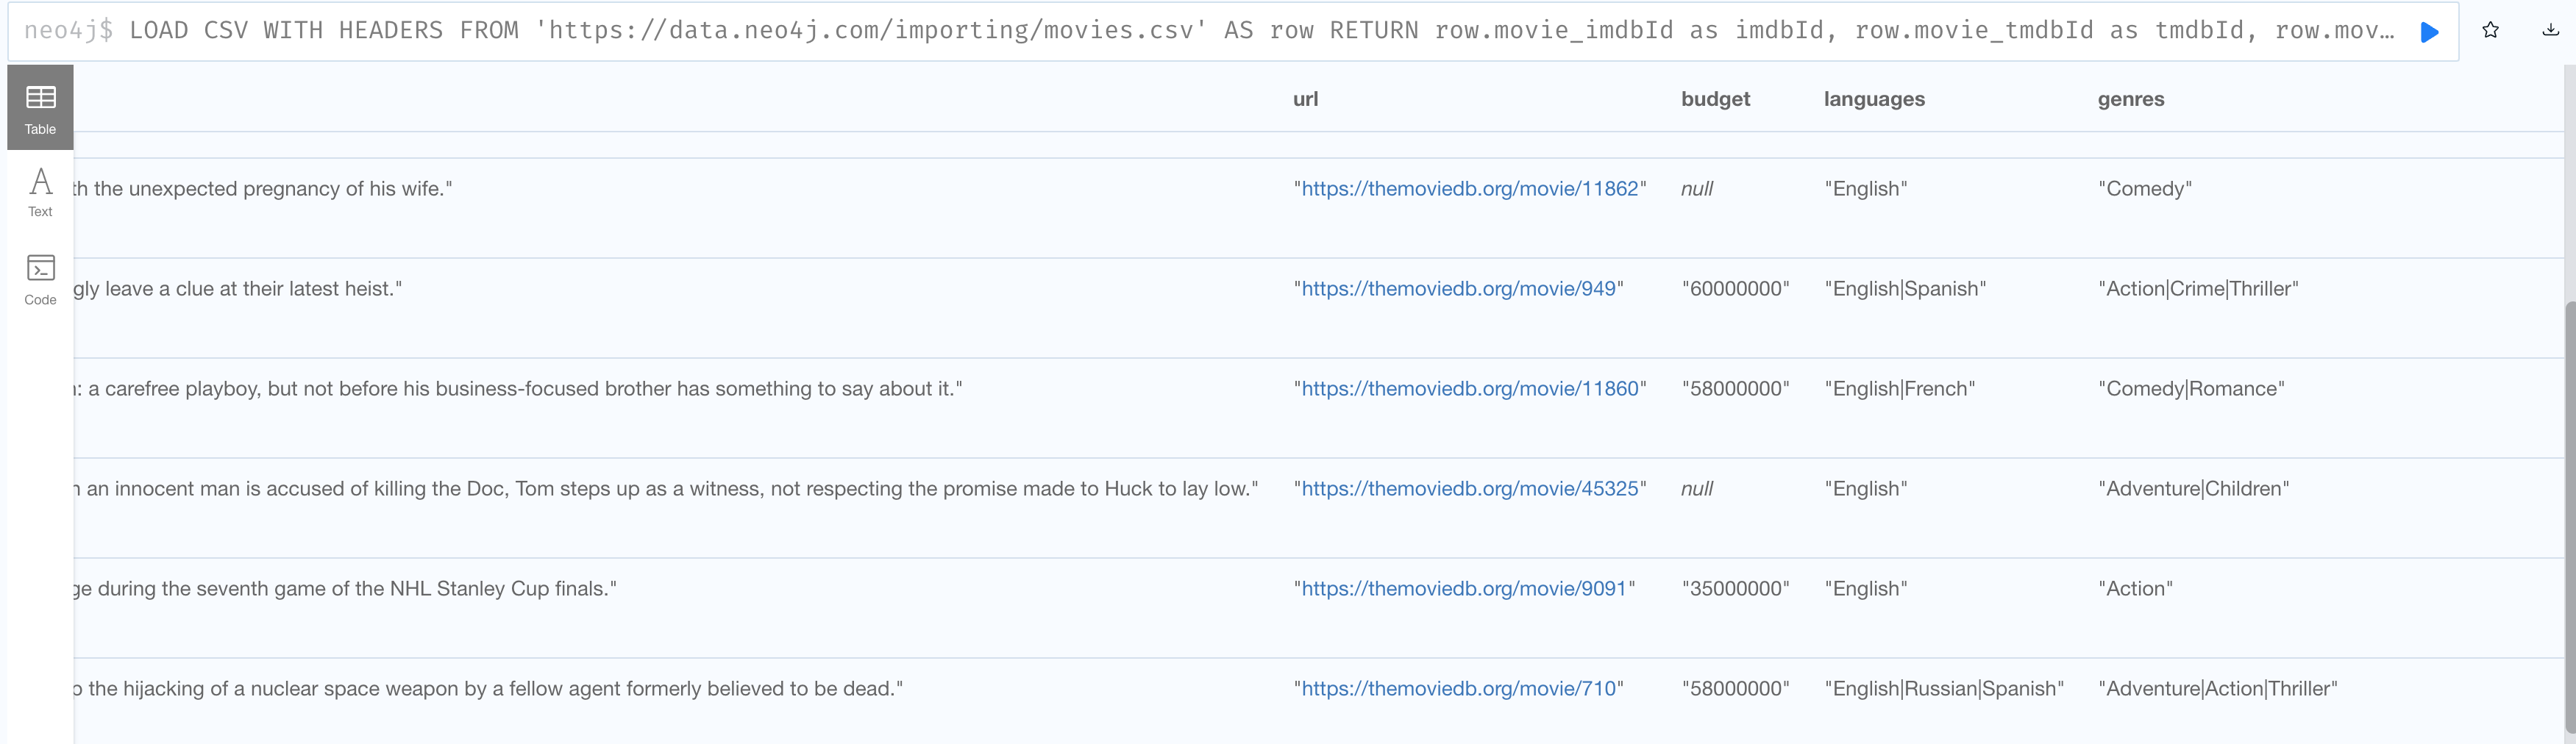 neo4j$ LOAD CSV WITH HEADERS FROM 'https://data.neo4j.com/importing/movies.csv' AS row RETURN row.movie_imdbId as imdbId, row.movie_tmdbId as tmdbId, row.mov…
Table
Text
Code
url budget languages genres
th the unexpected pregnancy of his wife." "https://themoviedb.org/movie/11862" null "English" "Comedy"
gly leave a clue at their latest heist." "https://themoviedb.org/movie/949" "60000000" "English|Spanish" "Action|Crime|Thriller"
: a carefree playboy, but not before his business-focused brother has something to say about it." "https://themoviedb.org/movie/11860" "58000000" "English|French" "Comedy|Romance"
an innocent man is accused of killing the Doc, Tom steps up as a witness, not respecting the promise made to Huck to lay low." "https://themoviedb.org/movie/45325" null "English" "Adventure|Children"
ge during the seventh game of the NHL Stanley Cup finals." "https://themoviedb.org/movie/9091" "35000000" "English" "Action"
the hijacking of a nuclear space weapon by a fellow agent formerly believed to be dead." "https://themoviedb.org/movie/710" "58000000" "English|Russian|Spanish" "Adventure|Action|Thriller"